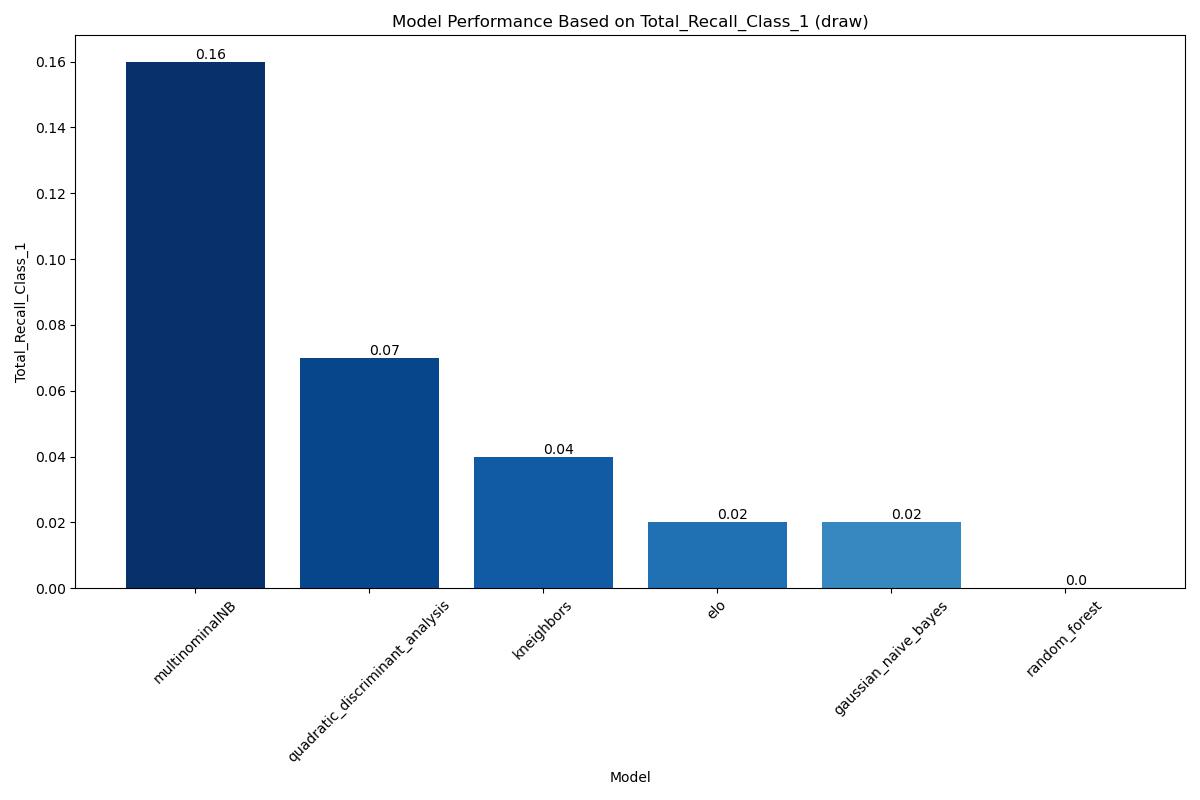 Model Performance Based on Total_Recall_Class_1 (draw)
Total_Recall_Class_1
0.16
0.14
0.12
0.10
0.08
0.06
0.04
0.02
0.00
0.16
0.07
0.04
0.02
0.02
0.0
multinominalNB
quadratic_discriminant_analysis
kneighbors
elo
gaussian_naive_bayes
random_forest
Model